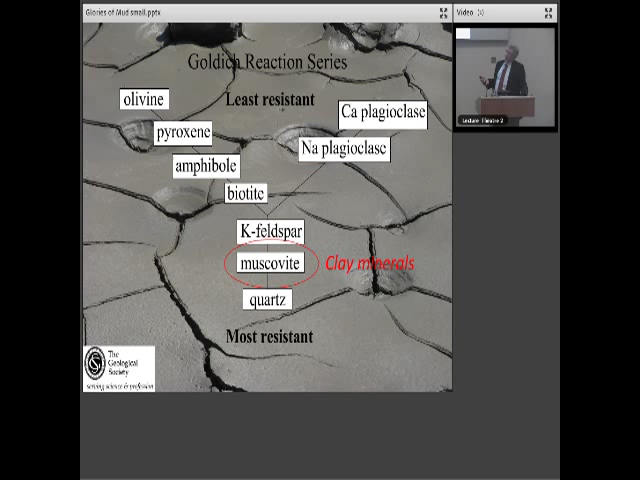 Glories of Mud small.pptx
Video (1)
Goldich Reaction Series
Least resistant
olivine
Ca plagioclase
pyroxene
Na plagioclase
amphibole
biotite
K-feldspar
muscovite
Clay minerals
quartz
Most resistant
The
Geological
Society
serving science & profession
Lecture Theatre 2